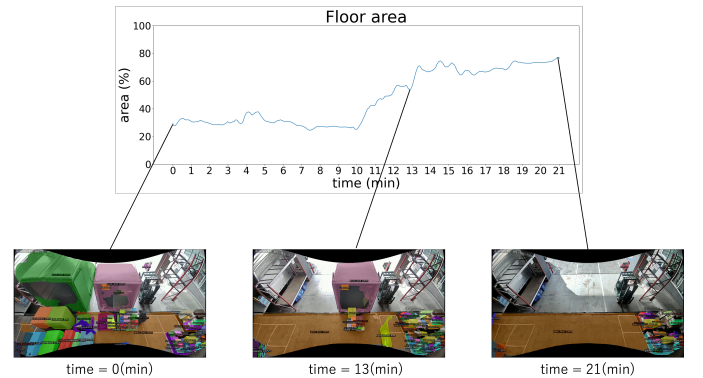 Floor area
100
80
60
40
20
0
area (%)
0 1 2 3 4 5 6 7 8 9 10 11 12 13 14 15 16 17 18 19 20 21
time (min)
time = 0(min) time = 13(min) time = 21(min)